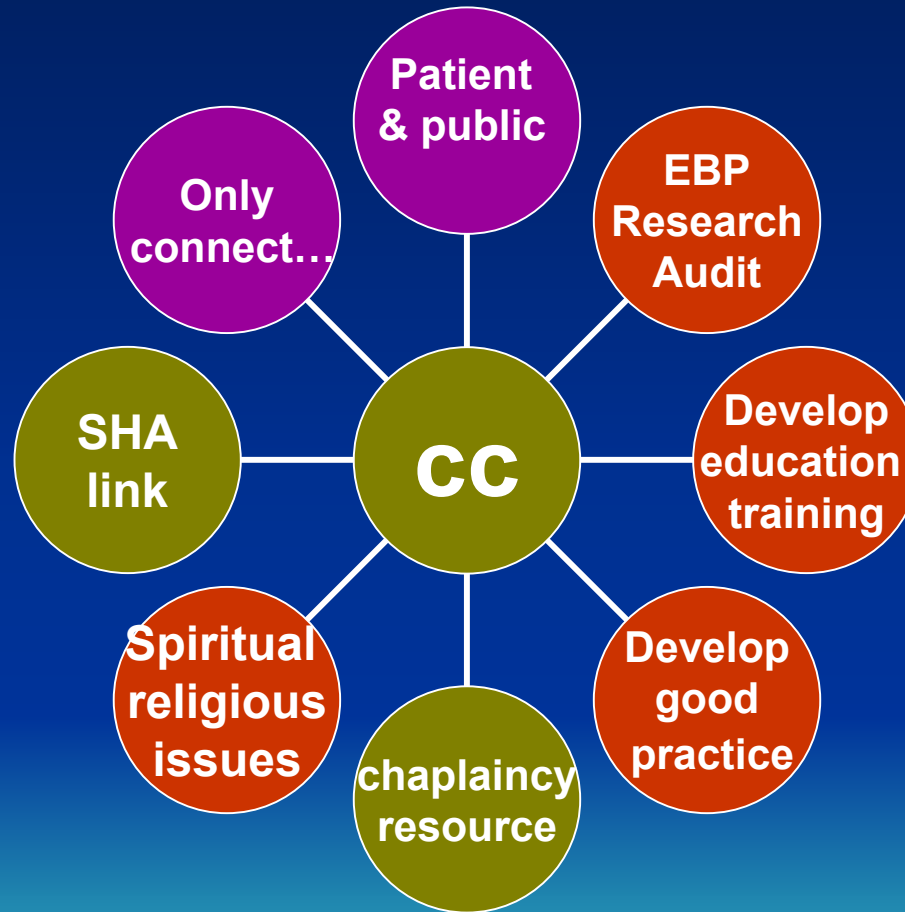 Patient
& public
EBP
Research
Audit
Only
connect…
Develop
education
training
SHA
link
cc
Spiritual
religious
issues
Develop
good
practice
chaplaincy
resource